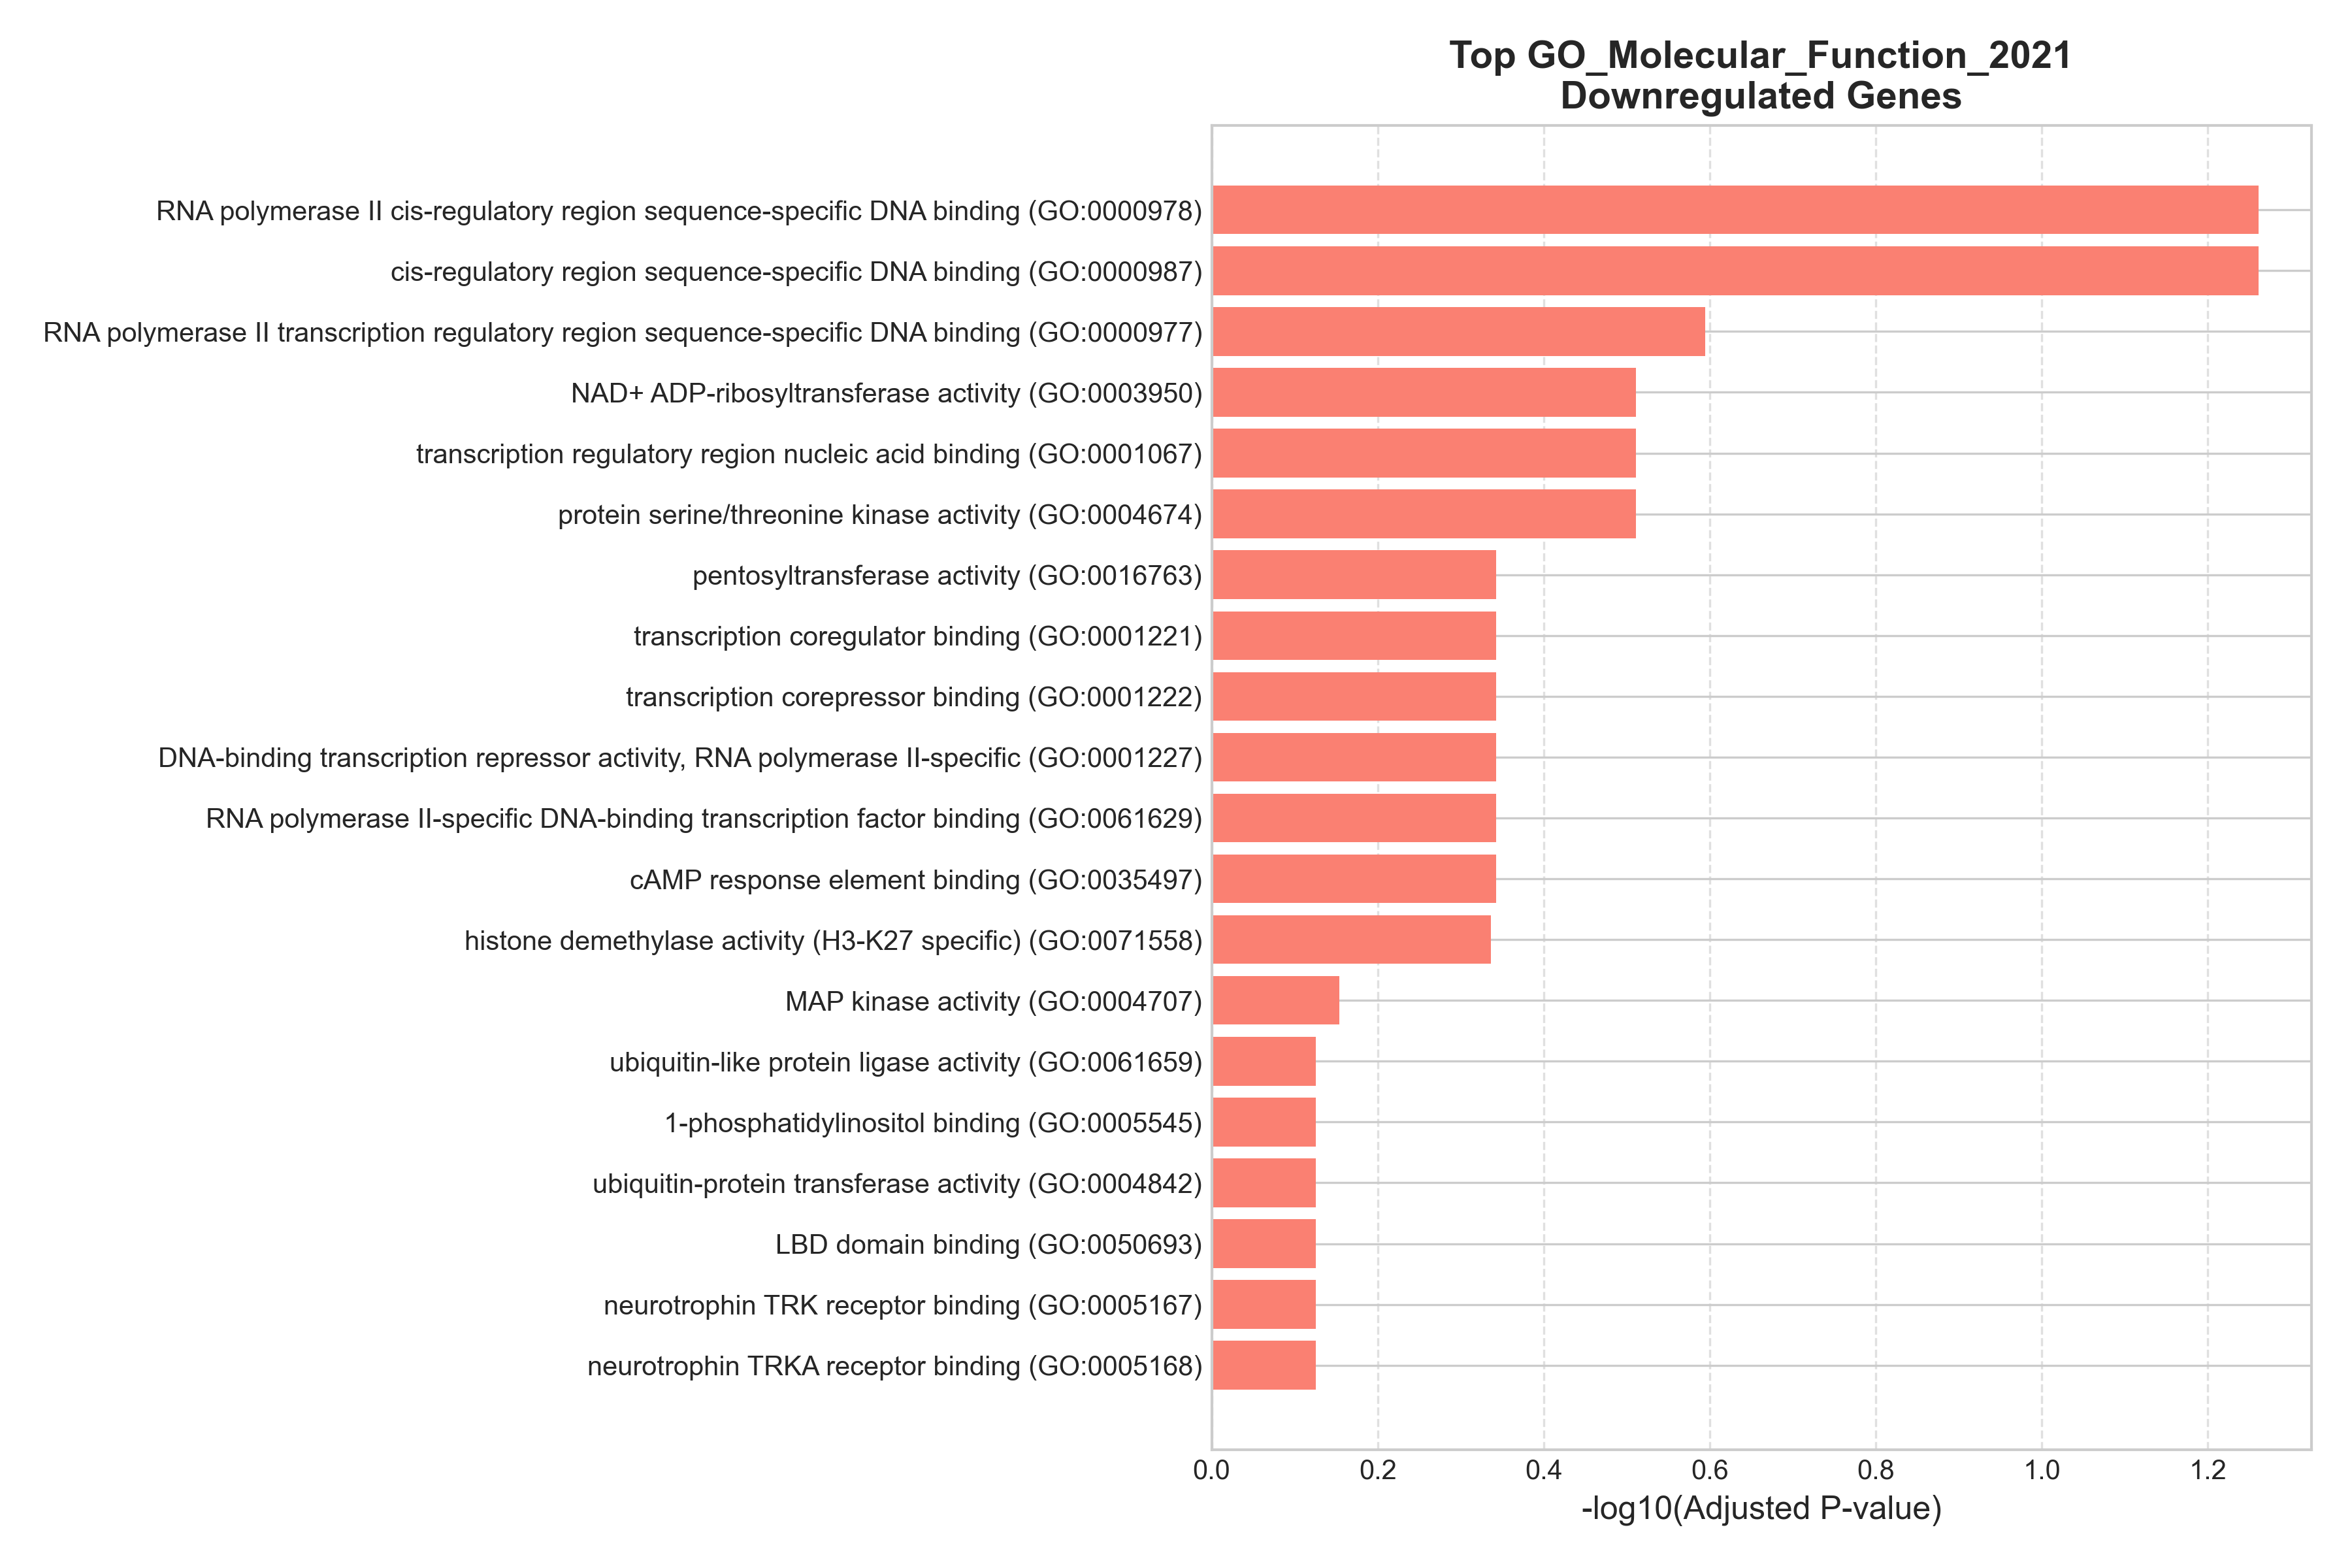 Top GO_Molecular_Function_2021
Downregulated Genes
RNA polymerase II cis-regulatory region sequence-specific DNA binding (GO:0000978)
cis-regulatory region sequence-specific DNA binding (GO:0000987)
RNA polymerase II transcription regulatory region sequence-specific DNA binding (GO:0000977)
NAD+ ADP-ribosyltransferase activity (GO:0003950)
transcription regulatory region nucleic acid binding (GO:0001067)
protein serine/threonine kinase activity (GO:0004674)
pentosyltransferase activity (GO:0016763)
transcription coregulator binding (GO:0001221)
transcription corepressor binding (GO:0001222)
DNA-binding transcription repressor activity, RNA polymerase II-specific (GO:0001227)
RNA polymerase II-specific DNA-binding transcription factor binding (GO:0061629)
cAMP response element binding (GO:0035497)
histone demethylase activity (H3-K27 specific) (GO:0071558)
MAP kinase activity (GO:0004707)
ubiquitin-like protein ligase activity (GO:0061659)
1-phosphatidylinositol binding (GO:0005545)
ubiquitin-protein transferase activity (GO:0004842)
LBD domain binding (GO:0050693)
neurotrophin TRK receptor binding (GO:0005167)
neurotrophin TRKA receptor binding (GO:0005168)
0.0 0.2 0.4 0.6 0.8 1.0 1.2
-log10(Adjusted P-value)